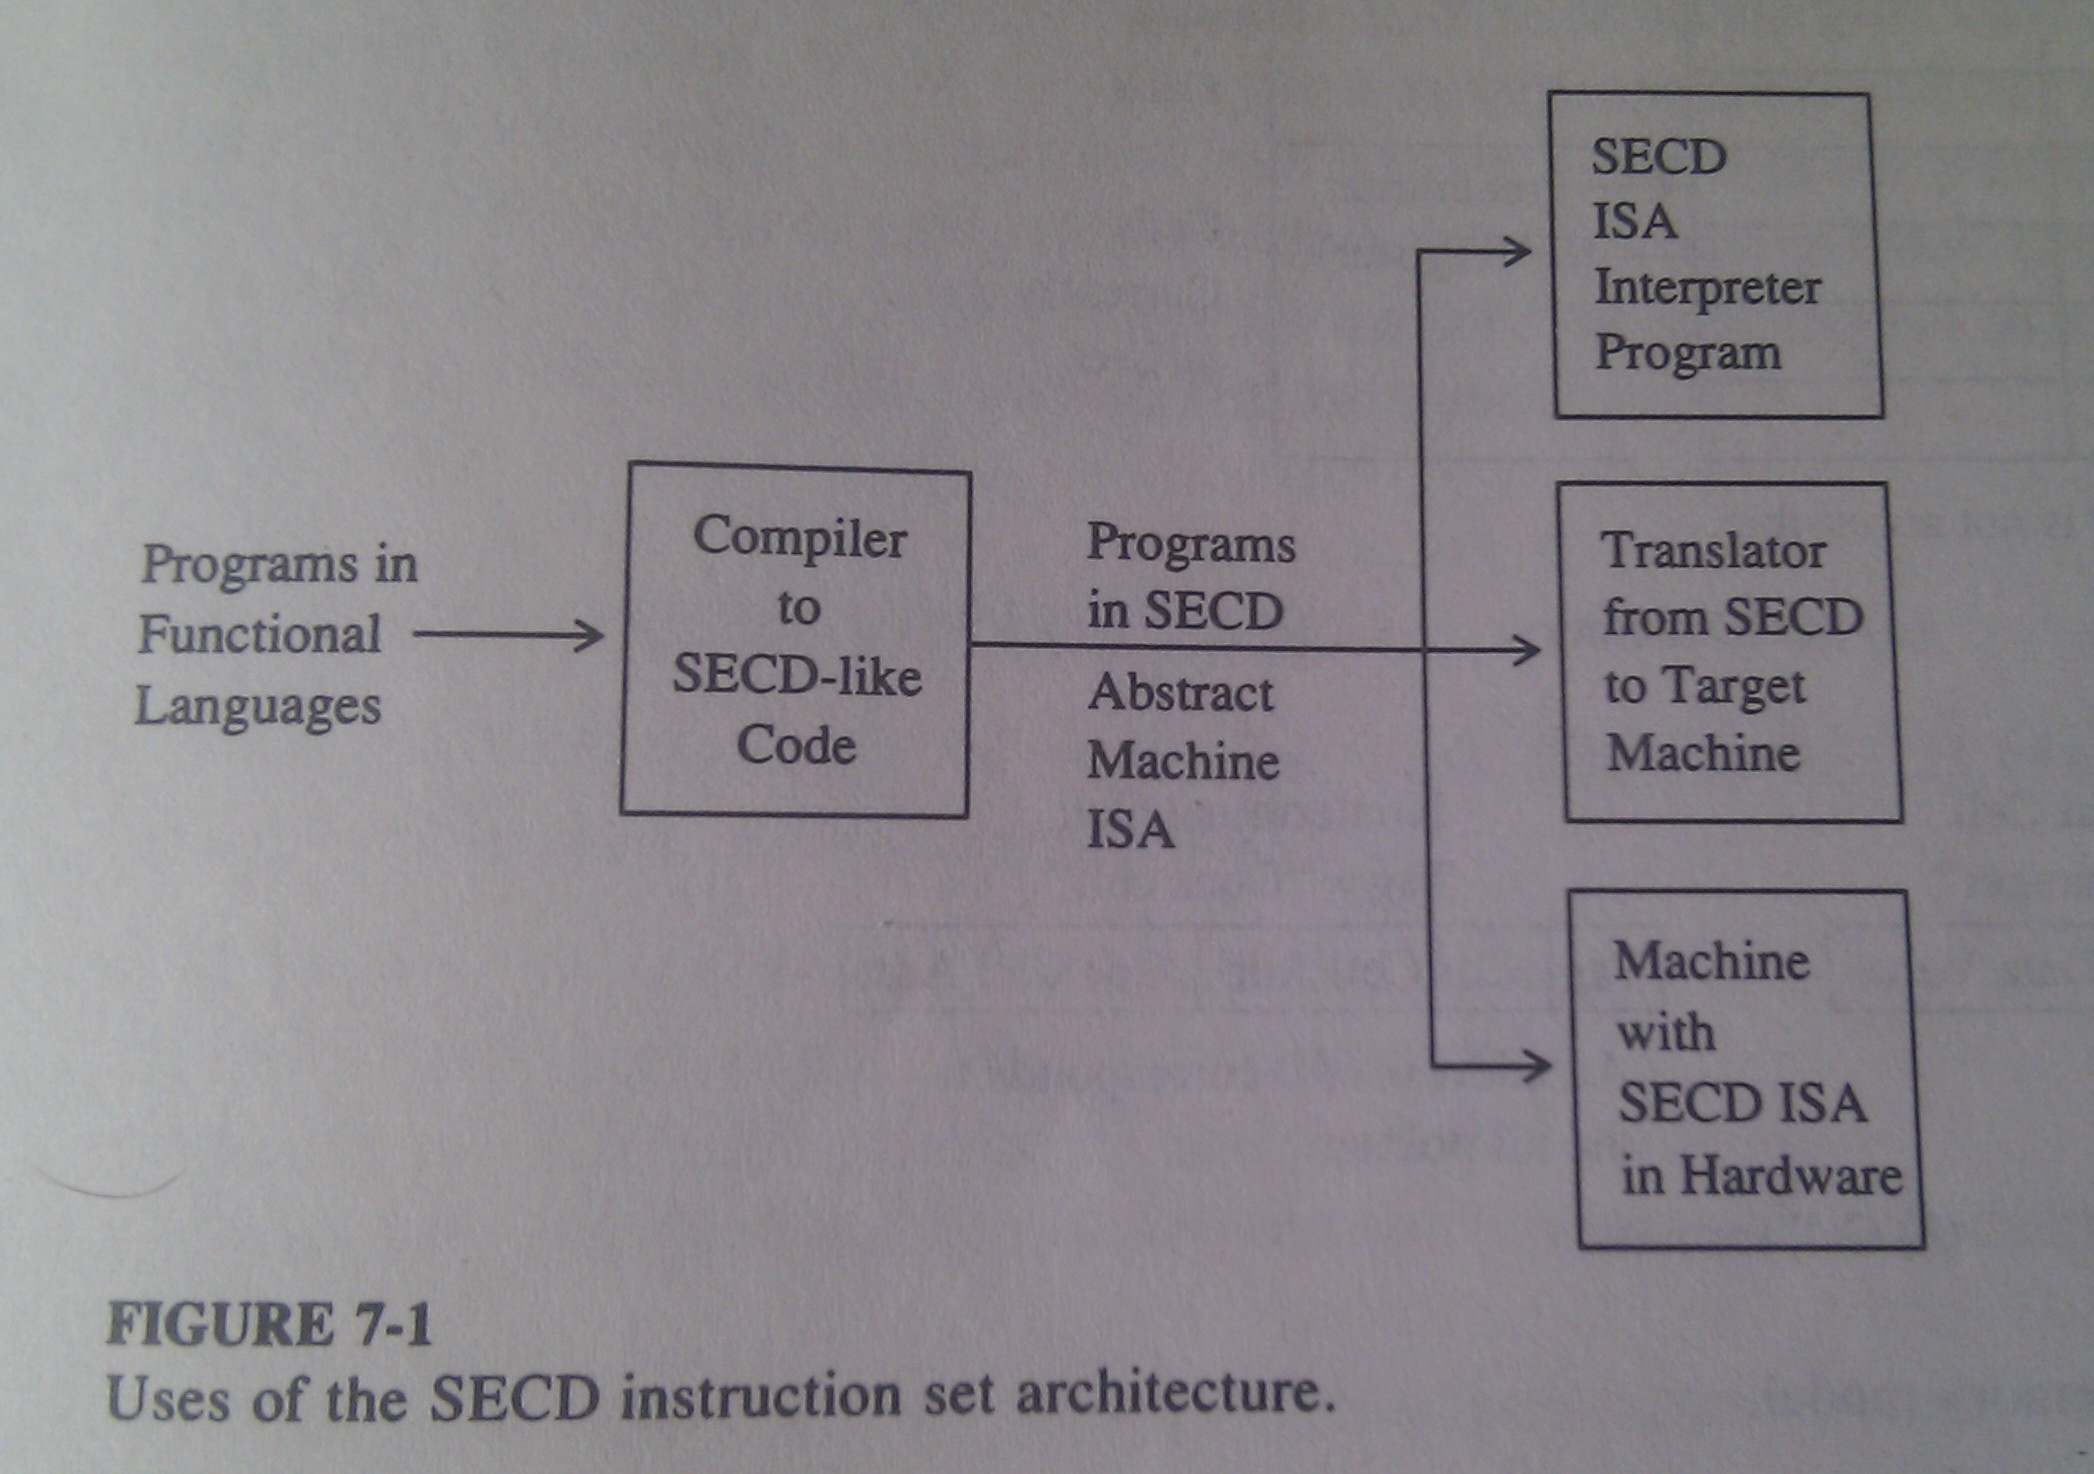 Programs in
Functional
Languages
Compiler
to
SECD-like
Code
Programs
in SECD
Abstract
Machine
ISA
SECD
ISA
Interpreter
Program
Translator
from SECD
to Target
Machine
Machine
with
SECD ISA
in Hardware
FIGURE 7-1
Uses of the SECD instruction set architecture.